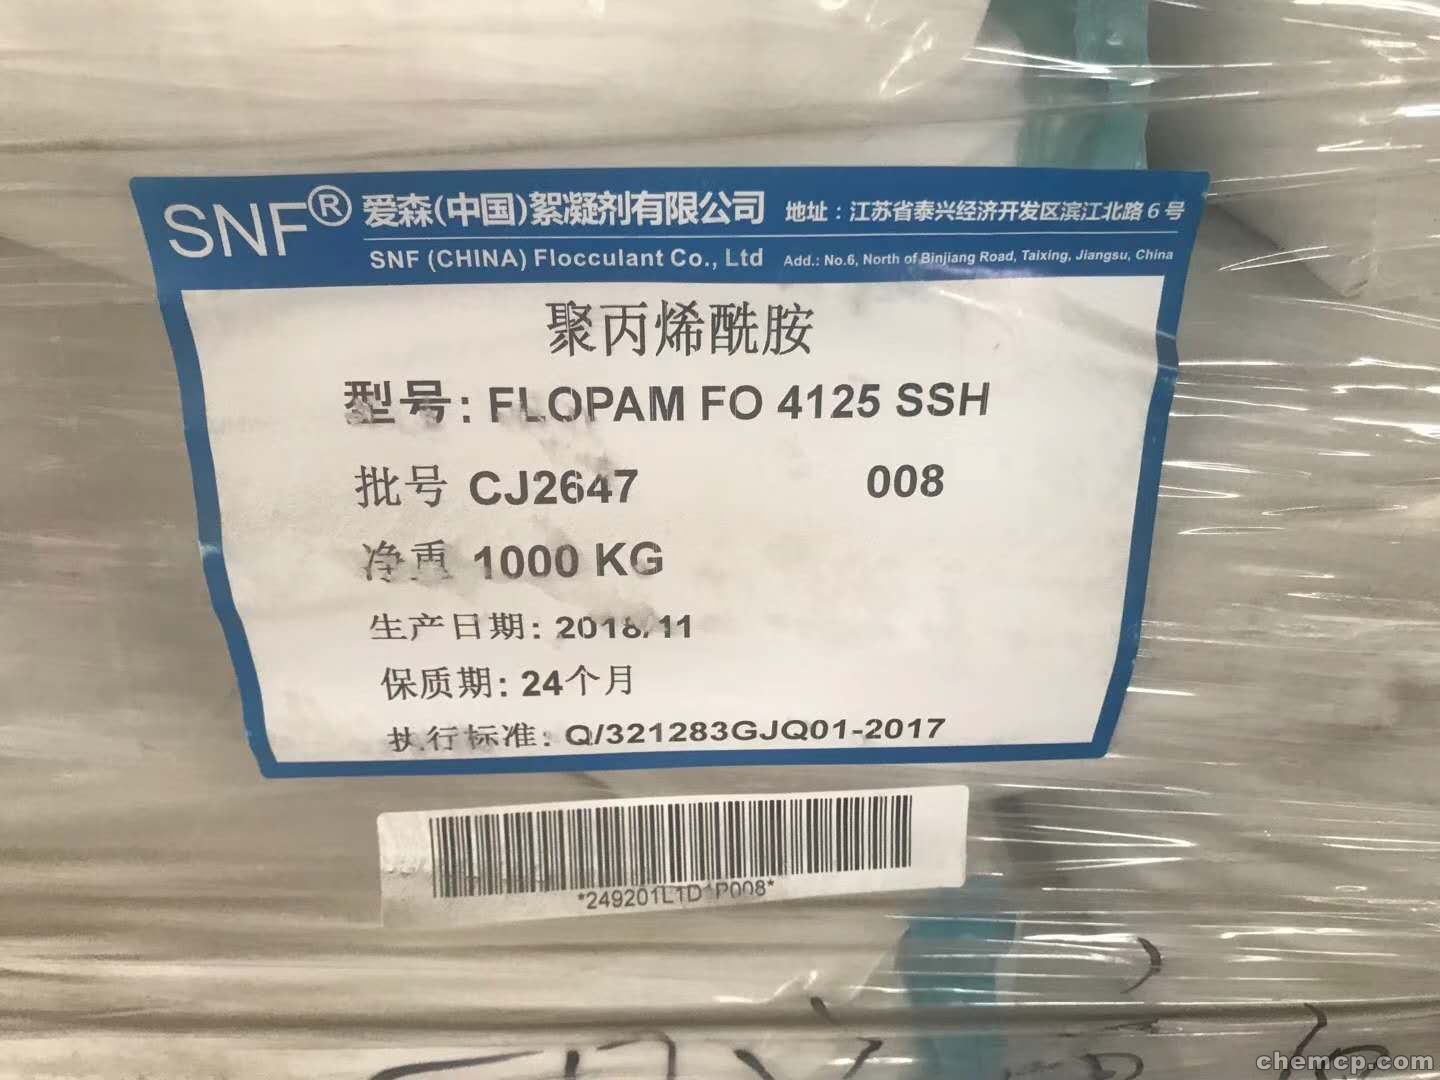 SNF® 爱森(中国)絮凝剂有限公司 地址：江苏省泰兴经济开发区滨江北路6号
SNF (CHINA) Flocculant Co., Ltd Add.: No.6, North of Binjiang Road, Taixing, Jiangsu, China
聚丙烯酰胺
型号: FLOPAM FO 4125 SSH
批号 CJ2647 008
净重 1000 KG
生产日期: 2018/11
保质期: 24个月
执行标准: Q/321283GJQ01-2017
chemcp.com